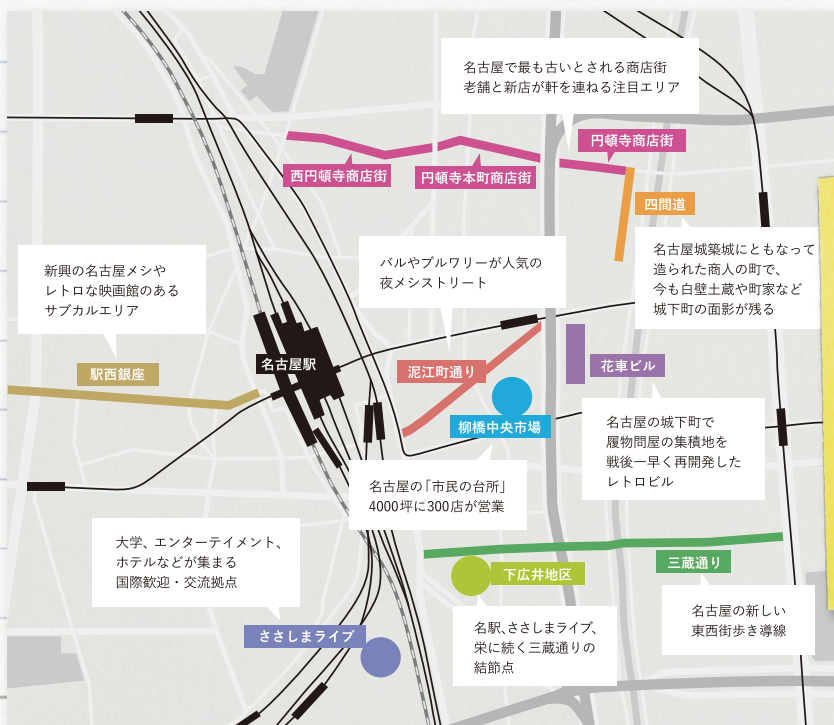 名古屋で最も古いとされる商店街
老舗と新店が軒を連ねる注目エリア
円頓寺商店街
西円頓寺商店街
円頓寺本町商店街
四間道
名古屋城築城にともなって
造られた商人の町で、
今も白壁土蔵や町家など
城下町の面影が残る
バルやブルワリーが人気の
夜メシストリート
新興の名古屋メシや
レトロな映画館のある
サブカルエリア
名古屋駅
駅西銀座
泥江町通り
花車ビル
柳橋中央市場
名古屋の城下町で
履物問屋の集積地を
戦後一早く再開発した
レトロビル
名古屋の「市民の台所」
4000坪に300店が営業
大学、エンターテイメント、
ホテルなどが集まる
国際歓迎・交流拠点
三蔵通り
下広井地区
名古屋の新しい
東西街歩き導線
名駅、ささしまライブ、
栄に続く三蔵通りの
結節点
ささしまライブ